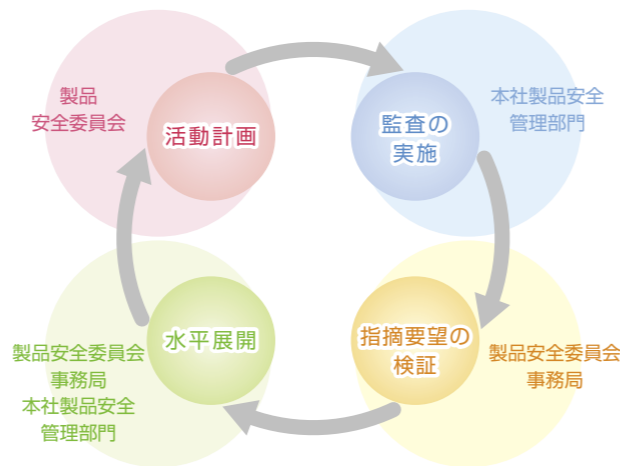 製品
安全委員会
活動計画
監査の
実施
本社製品安全
管理部門
指摘要望の
検証
製品安全委員会
事務局
水平展開
製品安全委員会
事務局
本社製品安全
管理部門